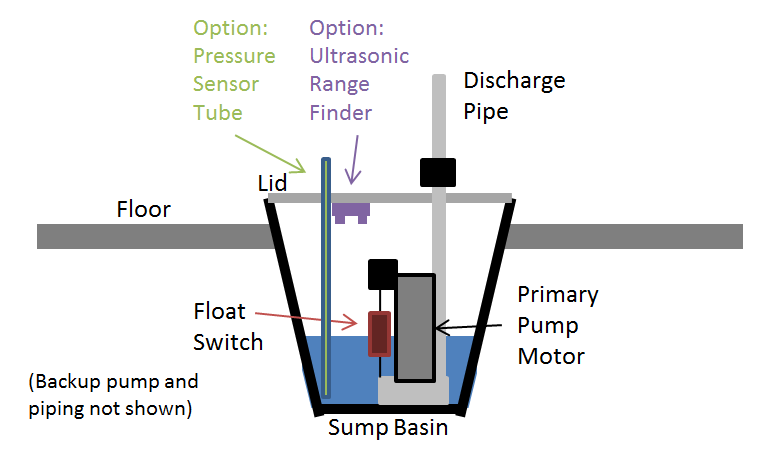 Option:
Pressure
Sensor
Tube
Option:
Ultrasonic
Range
Finder
Discharge
Pipe
Lid
Floor
Float
Switch
Primary
Pump
Motor
(Backup pump and
piping not shown)
Sump Basin